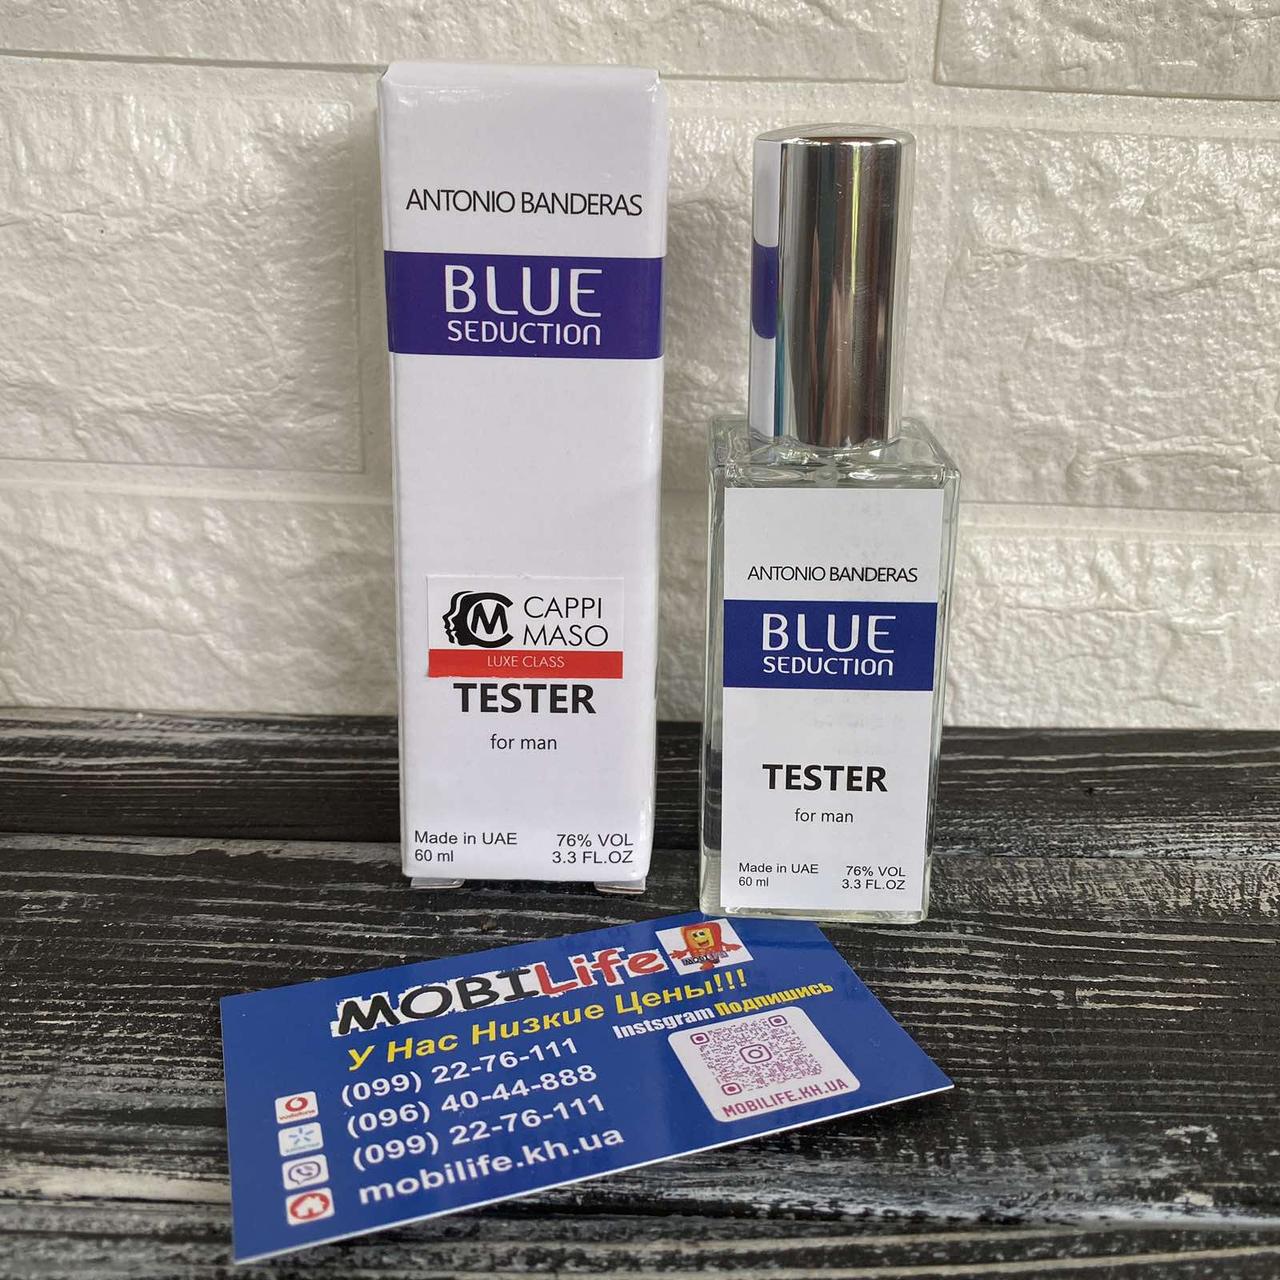 ANTONIO BANDERAS
BLUE
SEDUCTION
CM
CAPPI
MASO
LUXE CLASS
TESTER
for man
Made in UAE
60 ml
76% VOL
3.3 FL.OZ
ANTONIO BANDERAS
BLUE
SEDUCTION
TESTER
for man
Made in UAE
60 ml
76% VOL
3.3 FL.OZ
MOBILife
У Нас Низкие Цены!!!
Instsgram Подпишись
(099) 22-76-111
(096) 40-44-888
(099) 22-76-111
mobilife.kh.ua
MOBILIFE.KH.UA
vodafone